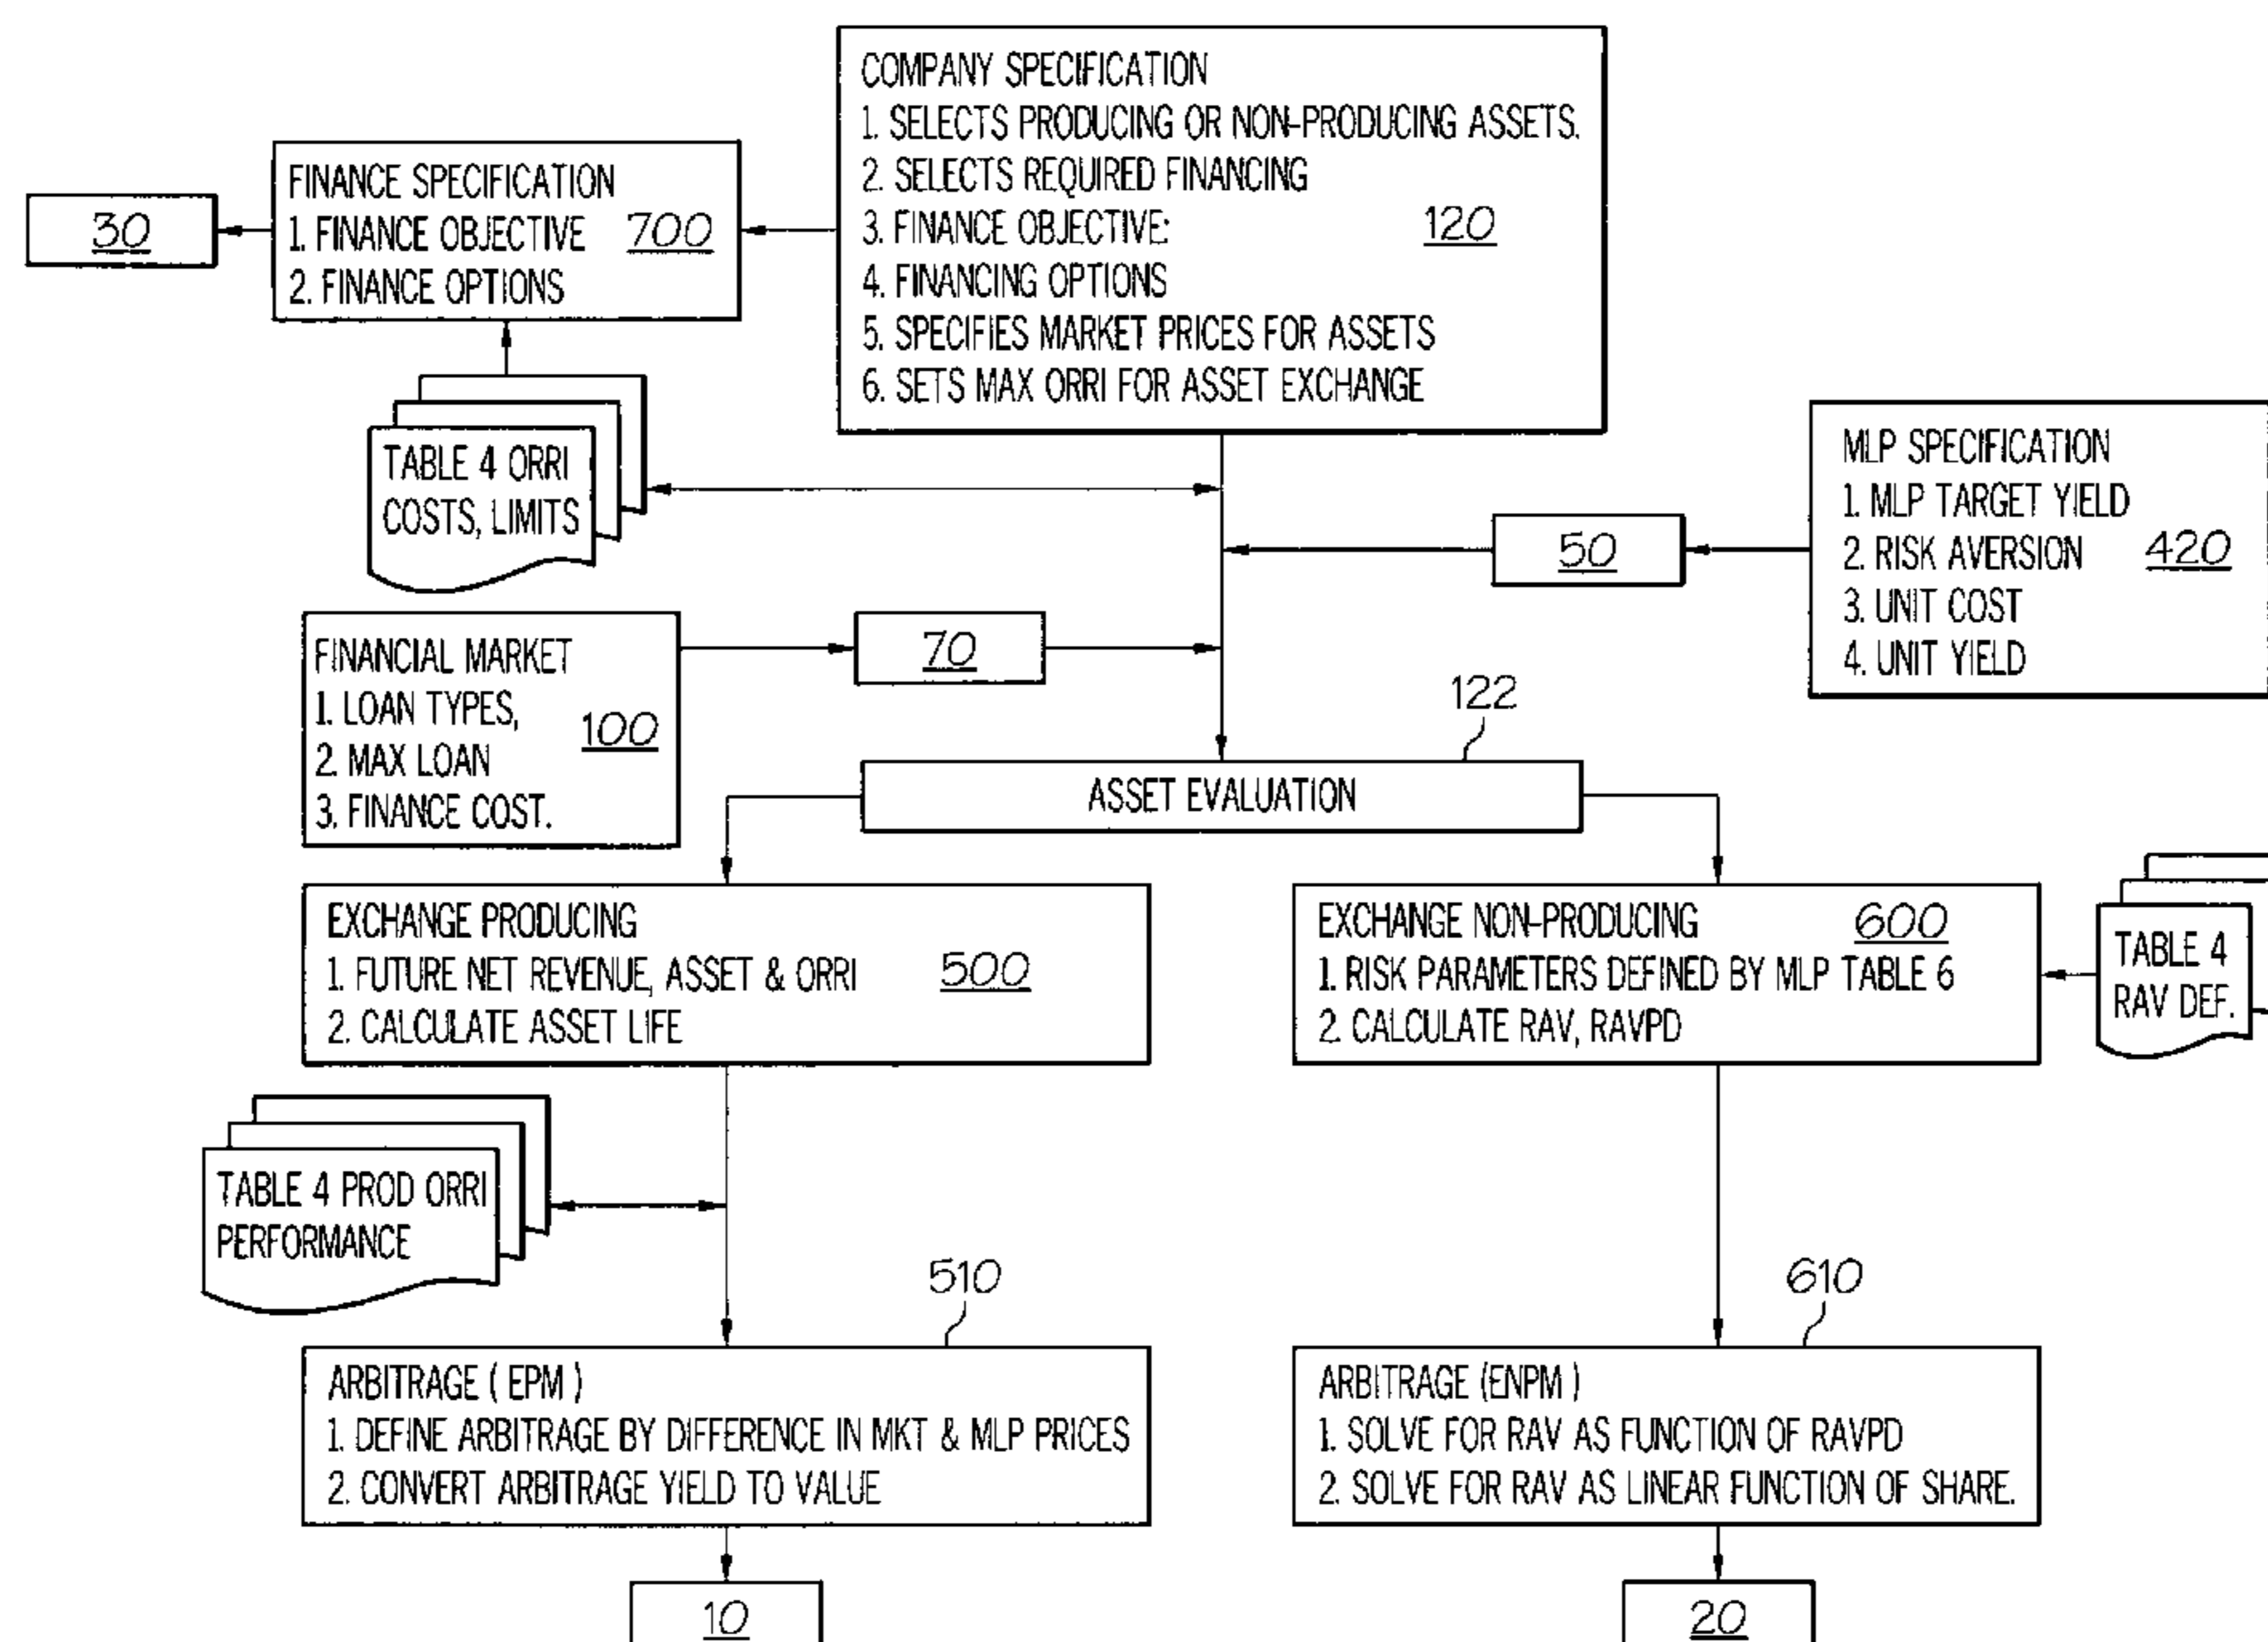 COMPANY SPECIFICATION
1. SELECTS PRODUCING OR NON-PRODUCING ASSETS.
2. SELECTS REQUIRED FINANCING
3. FINANCE OBJECTIVE:
4. FINANCING OPTIONS
5. SPECIFIES MARKET PRICES FOR ASSETS
6. SETS MAX ORRI FOR ASSET EXCHANGE
120
FINANCE SPECIFICATION
1. FINANCE OBJECTIVE
2. FINANCE OPTIONS
700
30
TABLE 4 ORRI
COSTS, LIMITS
MLP SPECIFICATION
1. MLP TARGET YIELD
2. RISK AVERSION
3. UNIT COST
4. UNIT YIELD
420
50
FINANCIAL MARKET
1. LOAN TYPES,
2. MAX LOAN
3. FINANCE COST.
100
70
122
ASSET EVALUATION
EXCHANGE PRODUCING
1. FUTURE NET REVENUE, ASSET & ORRI
2. CALCULATE ASSET LIFE
500
EXCHANGE NON-PRODUCING
1. RISK PARAMETERS DEFINED BY MLP TABLE 6
2. CALCULATE RAV, RAVPD
600
TABLE 4
RAV DEF.
TABLE 4 PROD ORRI
PERFORMANCE
510
ARBITRAGE ( EPM )
1. DEFINE ARBITRAGE BY DIFFERENCE IN MKT & MLP PRICES
2. CONVERT ARBITRAGE YIELD TO VALUE
610
ARBITRAGE (ENPM )
1. SOLVE FOR RAV AS FUNCTION OF RAVPD
2. SOLVE FOR RAV AS LINEAR FUNCTION OF SHARE.
10
20